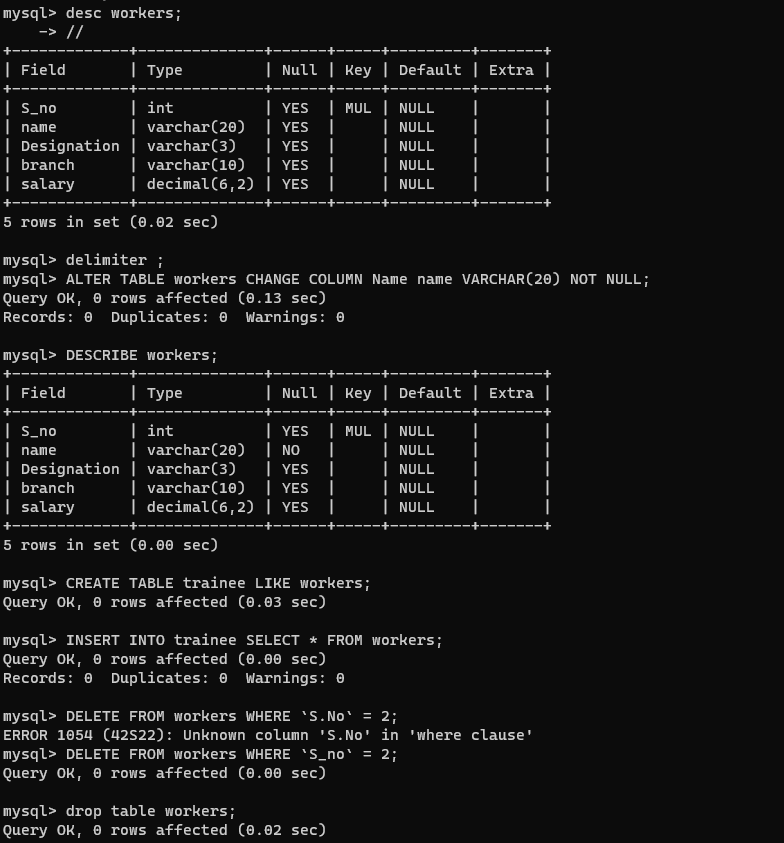 mysql> desc workers;
    -> //
+-------------+--------------+------+-----+---------+-------+
| Field       | Type         | Null | Key | Default | Extra |
+-------------+--------------+------+-----+---------+-------+
| S_no        | int          | YES  | MUL | NULL    |       |
| name        | varchar(20)  | YES  |     | NULL    |       |
| Designation | varchar(3)   | YES  |     | NULL    |       |
| branch      | varchar(10)  | YES  |     | NULL    |       |
| salary      | decimal(6,2) | YES  |     | NULL    |       |
+-------------+--------------+------+-----+---------+-------+
5 rows in set (0.02 sec)

mysql> delimiter ;
mysql> ALTER TABLE workers CHANGE COLUMN Name name VARCHAR(20) NOT NULL;
Query OK, 0 rows affected (0.13 sec)
Records: 0  Duplicates: 0  Warnings: 0

mysql> DESCRIBE workers;
+-------------+--------------+------+-----+---------+-------+
| Field       | Type         | Null | Key | Default | Extra |
+-------------+--------------+------+-----+---------+-------+
| S_no        | int          | YES  | MUL | NULL    |       |
| name        | varchar(20)  | NO   |     |         |       |
| Designation | varchar(3)   | YES  |     | NULL    |       |
| branch      | varchar(10)  | YES  |     | NULL    |       |
| salary      | decimal(6,2) | YES  |     | NULL    |       |
+-------------+--------------+------+-----+---------+-------+
5 rows in set (0.00 sec)

mysql> CREATE TABLE trainee LIKE workers;
Query OK, 0 rows affected (0.03 sec)

mysql> INSERT INTO trainee SELECT * FROM workers;
Query OK, 0 rows affected (0.00 sec)
Records: 0  Duplicates: 0  Warnings: 0

mysql> DELETE FROM workers WHERE `S.No` = 2;
ERROR 1054 (42S22): Unknown column 'S.No' in 'where clause'
mysql> DELETE FROM workers WHERE `S_no` = 2;
Query OK, 0 rows affected (0.00 sec)

mysql> drop table workers;
Query OK, 0 rows affected (0.02 sec)